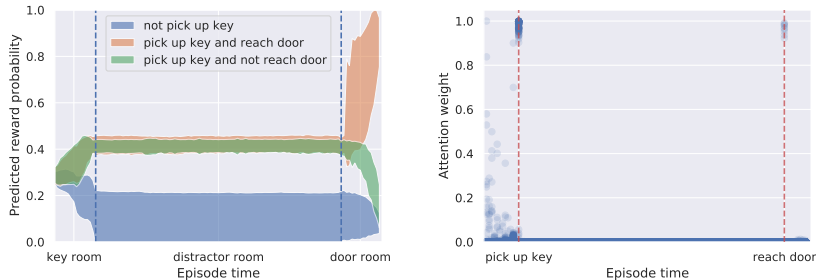 not pick up key
pick up key and reach door
pick up key and not reach door
Predicted reward probability
1.0
0.8
0.6
0.4
0.2
0.0
key room
distractor room
door room
Episode time
Attention weight
1.0
0.8
0.6
0.4
0.2
0.0
pick up key
reach door
Episode time